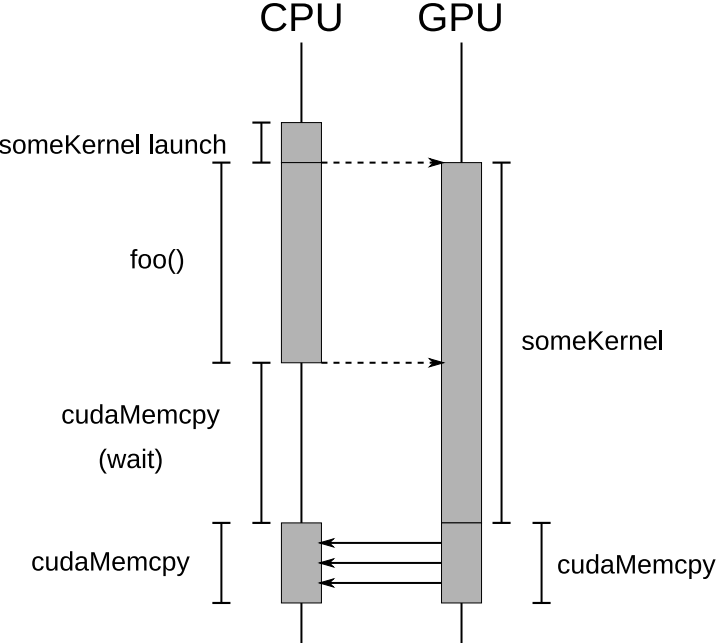 CPU
GPU
someKernel launch
foo()
someKernel
cudaMemcpy
(wait)
cudaMemcpy
cudaMemcpy